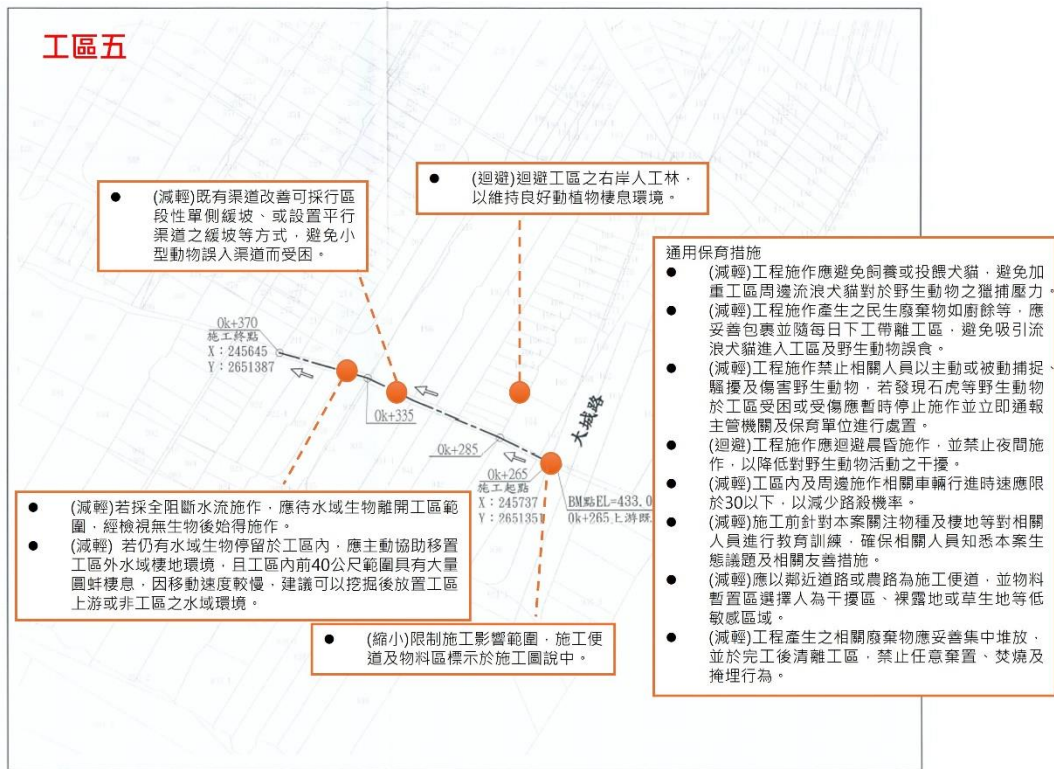 工區五
● (減輕)既有渠道改善可採行區
段性單側緩坡、或設置平行
渠道之緩坡等方式，避免小
型動物誤入渠道而受困。
● (迴避)迴避工區之右岸人工林，
以維持良好動植物棲息環境。
0k+370
施工終點
X：245645
Y：2651387
0k+335
0k+285
大城路
0k+265
施工起點
X：245737
Y：265135
BM點EL=433.0
0k+265上游既
● (減輕)若採全阻斷水流施作，應待水域生物離開工區範
圍，經檢視無生物後始得施作。
● (減輕) 若仍有水域生物停留於工區內，應主動協助移置
工區外水域棲地環境，且工區內前40公尺範圍具有大量
圓蚌棲息，因移動速度較慢，建議可以挖掘後放置工區
上游或非工區之水域環境。
● (縮小)限制施工影響範圍，施工便
道及物料區標示於施工圖說中。
通用保育措施
● (減輕)工程施作應避免飼養或投餵犬貓，避免加
重工區周邊流浪犬貓對於野生動物之獵捕壓力。
● (減輕)工程施作產生之民生廢棄物如廚餘等，應
妥善包裹並隨每日下工帶離工區，避免吸引流
浪犬貓進入工區及野生動物誤食。
● (減輕)工程施作禁止相關人員以主動或被動捕捉、
騷擾及傷害野生動物，若發現石虎等野生動物
於工區受困或受傷應暫時停止施作並立即通報
主管機關及保育單位進行處置。
● (迴避)工程施作應迴避晨昏施作，並禁止夜間施
作，以降低對野生動物活動之干擾。
● (減輕)工區內及周邊施作相關車輛行進時速應限
於30以下，以減少路殺機率。
● (減輕)施工前針對本案關注物種及棲地等對相關
人員進行教育訓練，確保相關人員知悉本案生
態議題及相關友善措施。
● (減輕)應以鄰近道路或農路為施工便道，並物料
暫置區選擇人為干擾區、裸露地或草生地等低
敏感區域。
● (減輕)工程產生之相關廢棄物應妥善集中堆放，
並於完工後清離工區，禁止任意棄置、焚燒及
掩埋行為。